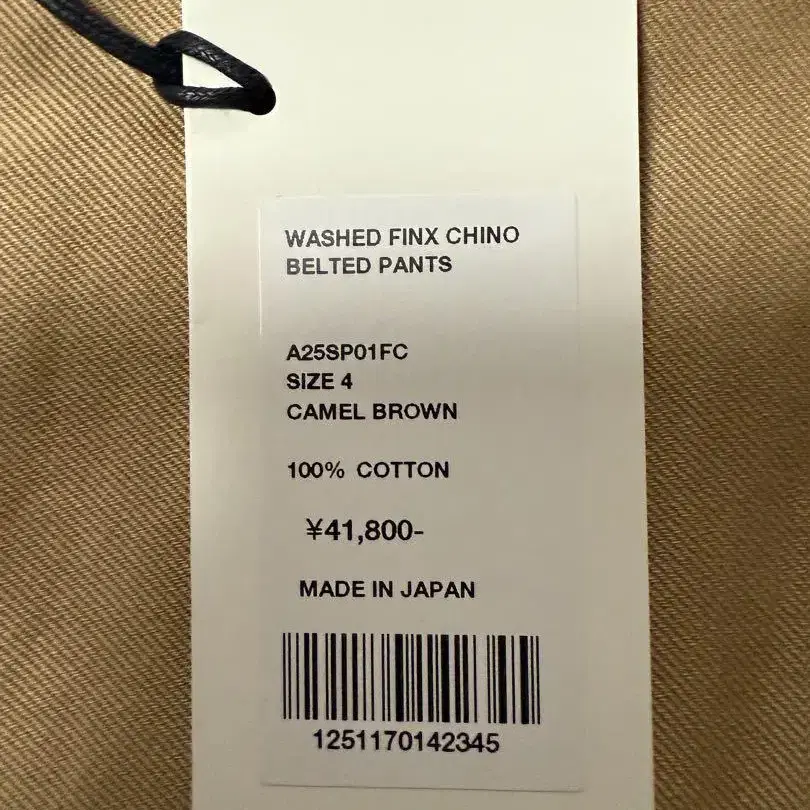 WASHED FINX CHINO
BELTED PANTS
A25SP01FC
SIZE 4
CAMEL BROWN
100% COTTON
¥41,800-
MADE IN JAPAN
1251170142345